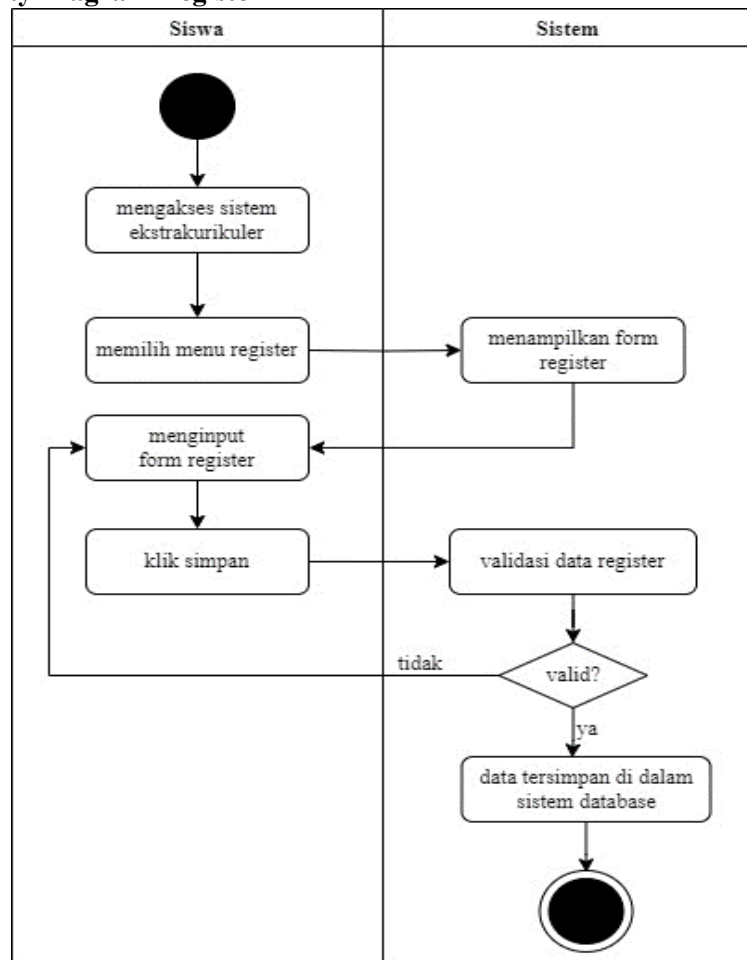 Siswa
Sistem
mengakses sistem
ekstrakurikuler
memilih menu register
menampilkan form
register
menginput
form register
klik simpan
validasi data register
valid?
tidak
ya
data tersimpan di dalam
sistem database